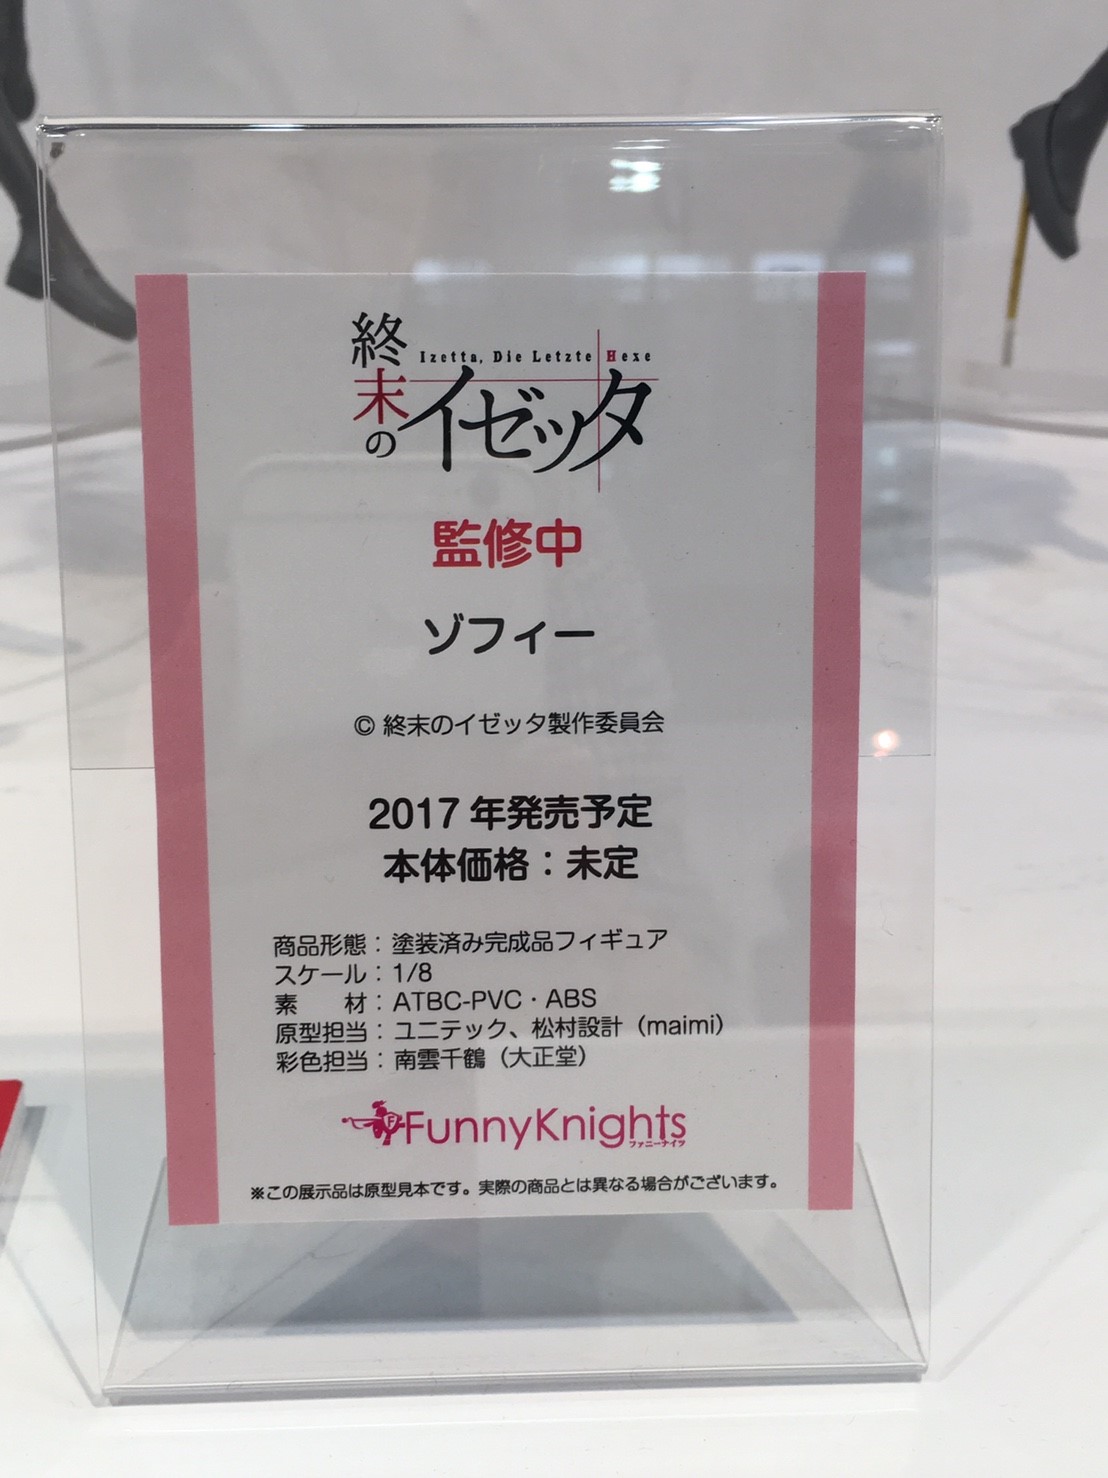 終末のイゼッタ
Izetta, Die Letzte Hexe
監修中
ゾフィー
© 終末のイゼッタ製作委員会
2017 年発売予定
本体価格：未定
商品形態：塗装済み完成品フィギュア
スケール：1/8
素　　材：ATBC-PVC・ABS
原型担当：ユニテック、松村設計（maimi）
彩色担当：南雲千鶴（大正堂）
F FunnyKnights
ファニーナイツ
※この展示品は原型見本です。実際の商品とは異なる場合がございます。